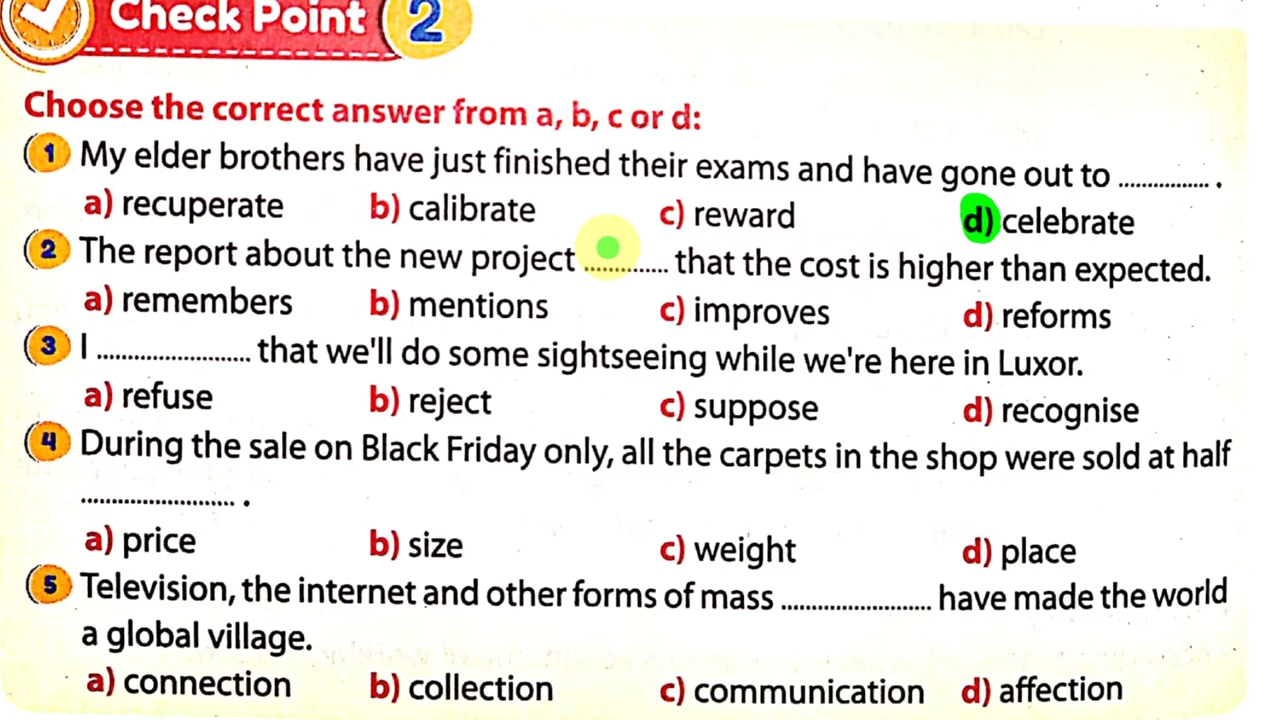 Check Point 2
Choose the correct answer from a, b, c or d:
1 My elder brothers have just finished their exams and have gone out to ................ .
a) recuperate b) calibrate c) reward d) celebrate
2 The report about the new project ............. that the cost is higher than expected.
a) remembers b) mentions c) improves d) reforms
3 I ......................... that we'll do some sightseeing while we're here in Luxor.
a) refuse b) reject c) suppose d) recognise
4 During the sale on Black Friday only, all the carpets in the shop were sold at half
......................... .
a) price b) size c) weight d) place
5 Television, the internet and other forms of mass ......................... have made the world
a global village.
a) connection b) collection c) communication d) affection